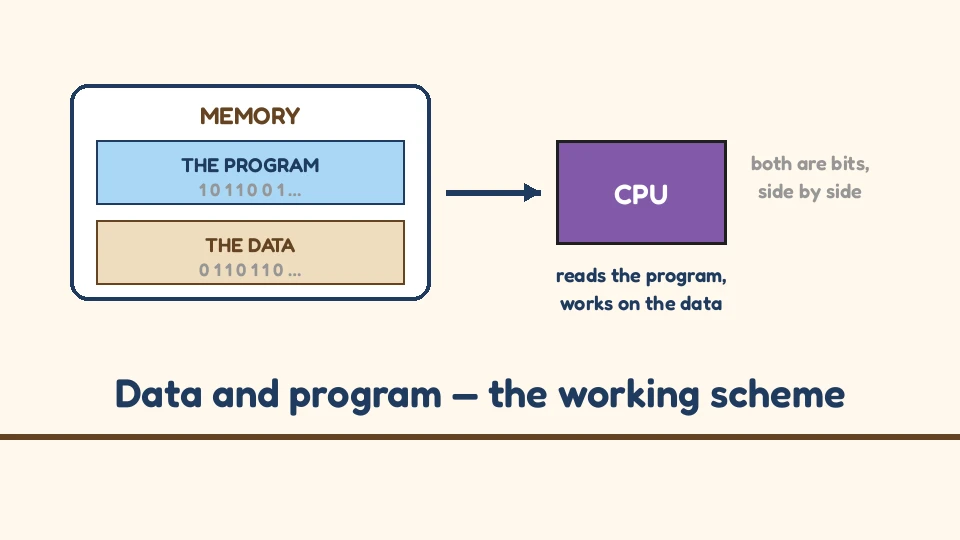 MEMORY
THE PROGRAM
1 0 1 1 0 0 1 ...
THE DATA
0 1 1 0 1 1 0 ...
CPU
both are bits,
side by side
reads the program,
works on the data
Data and program — the working scheme